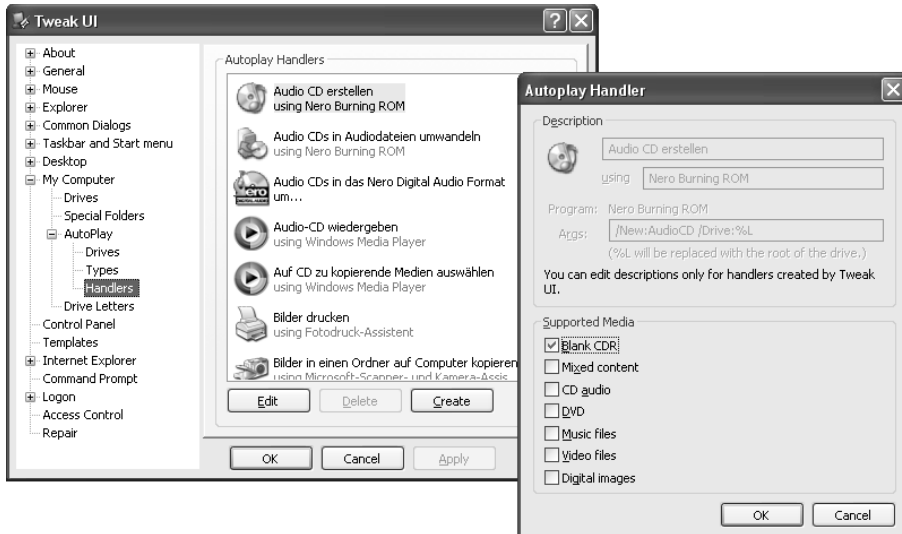 Tweak UI
About
General
Mouse
Explorer
Common Dialogs
Taskbar and Start menu
Desktop
My Computer
Drives
Special Folders
AutoPlay
Drives
Types
Handlers
Drive Letters
Control Panel
Templates
Internet Explorer
Command Prompt
Logon
Access Control
Repair
Autoplay Handlers
Audio CD erstellen
using Nero Burning ROM
Audio CDs in Audiodateien umwandeln
using Nero Burning ROM
Audio CDs in das Nero Digital Audio Format
um...
Audio-CD wiedergeben
using Windows Media Player
Auf CD zu kopierende Medien auswählen
using Windows Media Player
Bilder drucken
using Fotodruck-Assistent
Bilder in einen Ordner auf Computer kopieren
using Microsoft-Scanner- und Kamera-Assis
Edit
Delete
Create
OK
Cancel
Apply
Autoplay Handler
Description
Audio CD erstellen
using Nero Burning ROM
Program: Nero Burning ROM
Args: /New:AudioCD /Drive:%L
(%L will be replaced with the root of the drive.)
You can edit descriptions only for handlers created by Tweak
UI.
Supported Media
Blank CDR
Mixed content
CD audio
DVD
Music files
Video files
Digital images
OK
Cancel